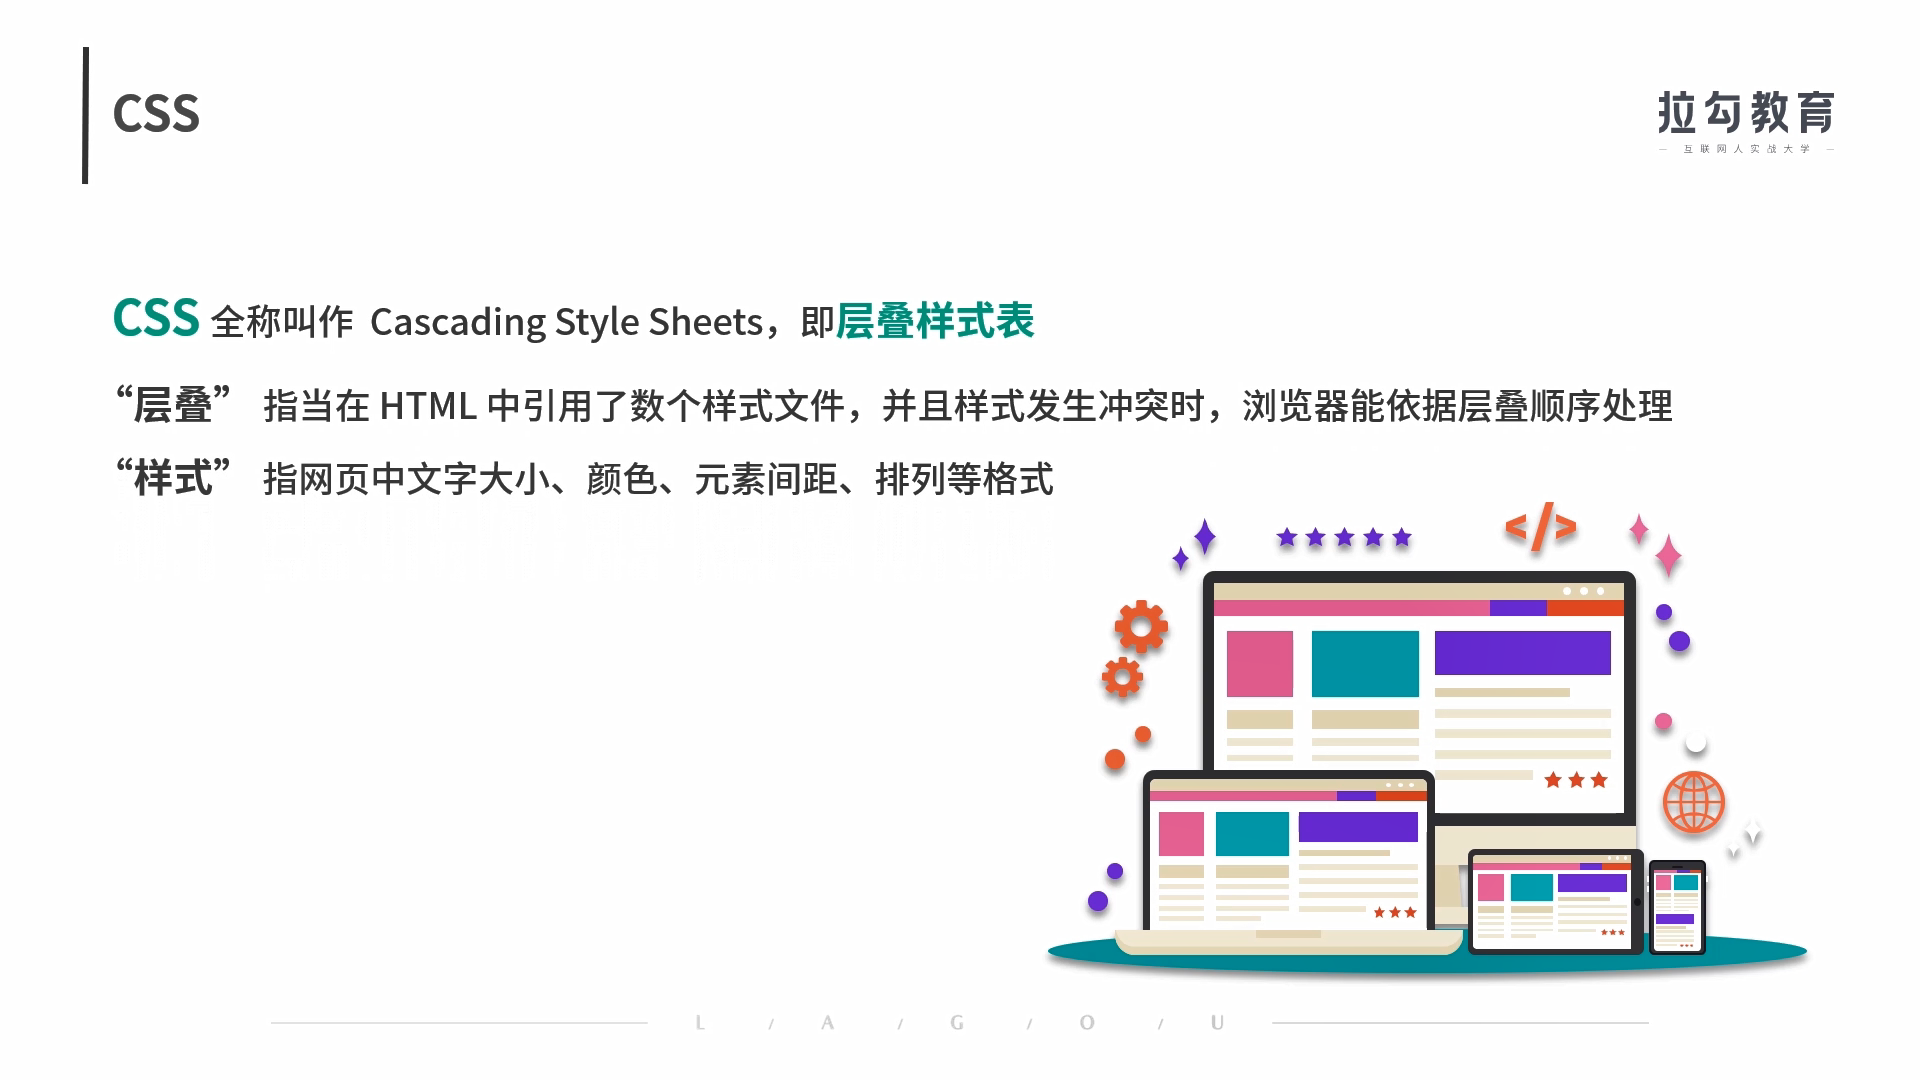 CSS
拉勾教育
— 互联网人实战大学 —
CSS 全称叫作 Cascading Style Sheets，即层叠样式表
“层叠” 指当在 HTML 中引用了数个样式文件，并且样式发生冲突时，浏览器能依据层叠顺序处理
“样式” 指网页中文字大小、颜色、元素间距、排列等格式
</>
L / A / G / O / U